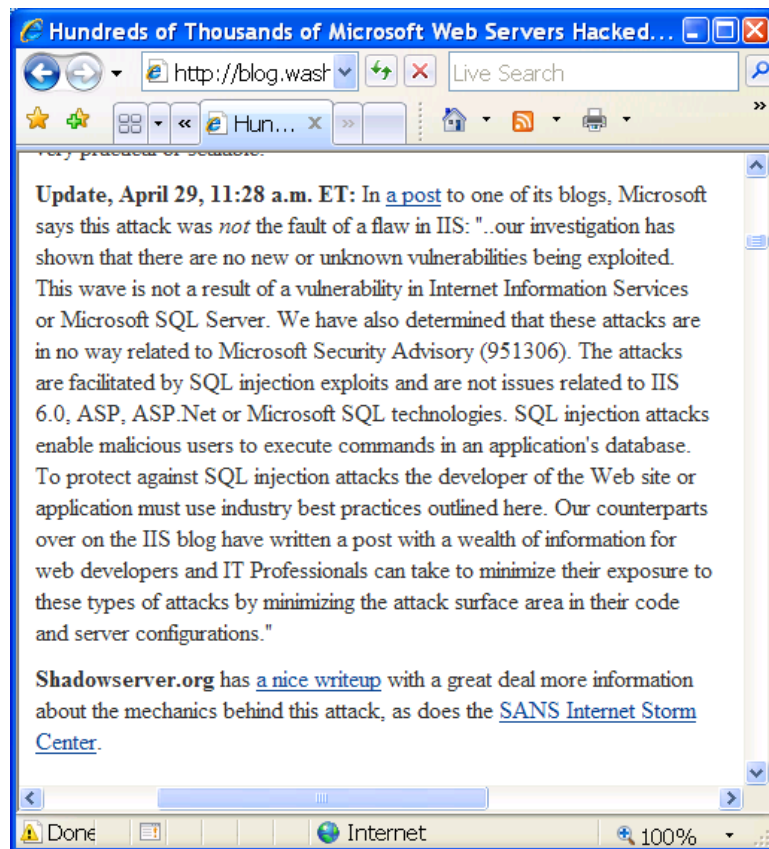 Hundreds of Thousands of Microsoft Web Servers Hacked...
http://blog.wash
Live Search
Hun...
very practical or scalable.
Update, April 29, 11:28 a.m. ET: In a post to one of its blogs, Microsoft
says this attack was not the fault of a flaw in IIS: "..our investigation has
shown that there are no new or unknown vulnerabilities being exploited.
This wave is not a result of a vulnerability in Internet Information Services
or Microsoft SQL Server. We have also determined that these attacks are
in no way related to Microsoft Security Advisory (951306). The attacks
are facilitated by SQL injection exploits and are not issues related to IIS
6.0, ASP, ASP.Net or Microsoft SQL technologies. SQL injection attacks
enable malicious users to execute commands in an application's database.
To protect against SQL injection attacks the developer of the Web site or
application must use industry best practices outlined here. Our counterparts
over on the IIS blog have written a post with a wealth of information for
web developers and IT Professionals can take to minimize their exposure to
these types of attacks by minimizing the attack surface area in their code
and server configurations."
Shadowserver.org has a nice writeup with a great deal more information
about the mechanics behind this attack, as does the SANS Internet Storm
Center.
Done
Internet
100%